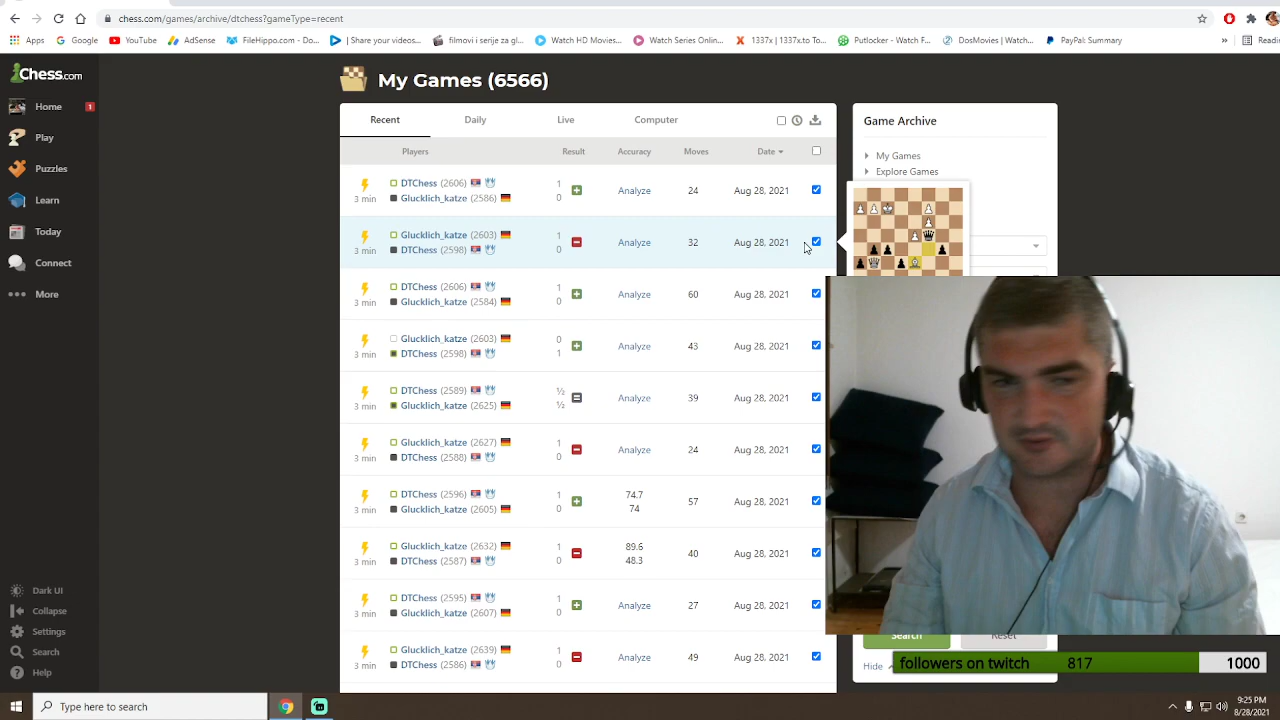 chess.com/games/archive/dtchess?gameType=recent
Apps Google YouTube AdSense FileHippo.com - Do... | Share your videos... filmovi i serije za gl... Watch HD Movies... Watch Series Onlin... 1337x | 1337x.to To... Putlocker - Watch F... DosMovies | Watch... PayPal: Summary »
Chess.com
Home 1
Play
Puzzles
Learn
Today
Connect
More
Dark UI
Collapse
Settings
Search
Help
My Games (6566)
Recent Daily Live Computer
Players Result Accuracy Moves Date
DTChess (2606) 1
3 min Glucklich_katze (2586) 0 Analyze 24 Aug 28, 2021
Glucklich_katze (2603) 1
3 min DTChess (2598) 0 Analyze 32 Aug 28, 2021
DTChess (2606) 1
3 min Glucklich_katze (2584) 0 Analyze 60 Aug 28, 2021
Glucklich_katze (2603) 0
3 min DTChess (2598) 1 Analyze 43 Aug 28, 2021
DTChess (2589) ½
3 min Glucklich_katze (2625) ½ Analyze 39 Aug 28, 2021
Glucklich_katze (2627) 1
3 min DTChess (2588) 0 Analyze 24 Aug 28, 2021
DTChess (2596) 1 74.7
3 min Glucklich_katze (2605) 0 74 57 Aug 28, 2021
Glucklich_katze (2632) 1 89.6
3 min DTChess (2587) 0 48.3 40 Aug 28, 2021
DTChess (2595) 1
3 min Glucklich_katze (2607) 0 Analyze 27 Aug 28, 2021
Glucklich_katze (2639) 1
3 min DTChess (2586) 0 Analyze 49 Aug 28, 2021
Game Archive
My Games
Explore Games
Search Reset
Hide
followers on twitch 817 1000
Type here to search
9:25 PM
8/28/2021